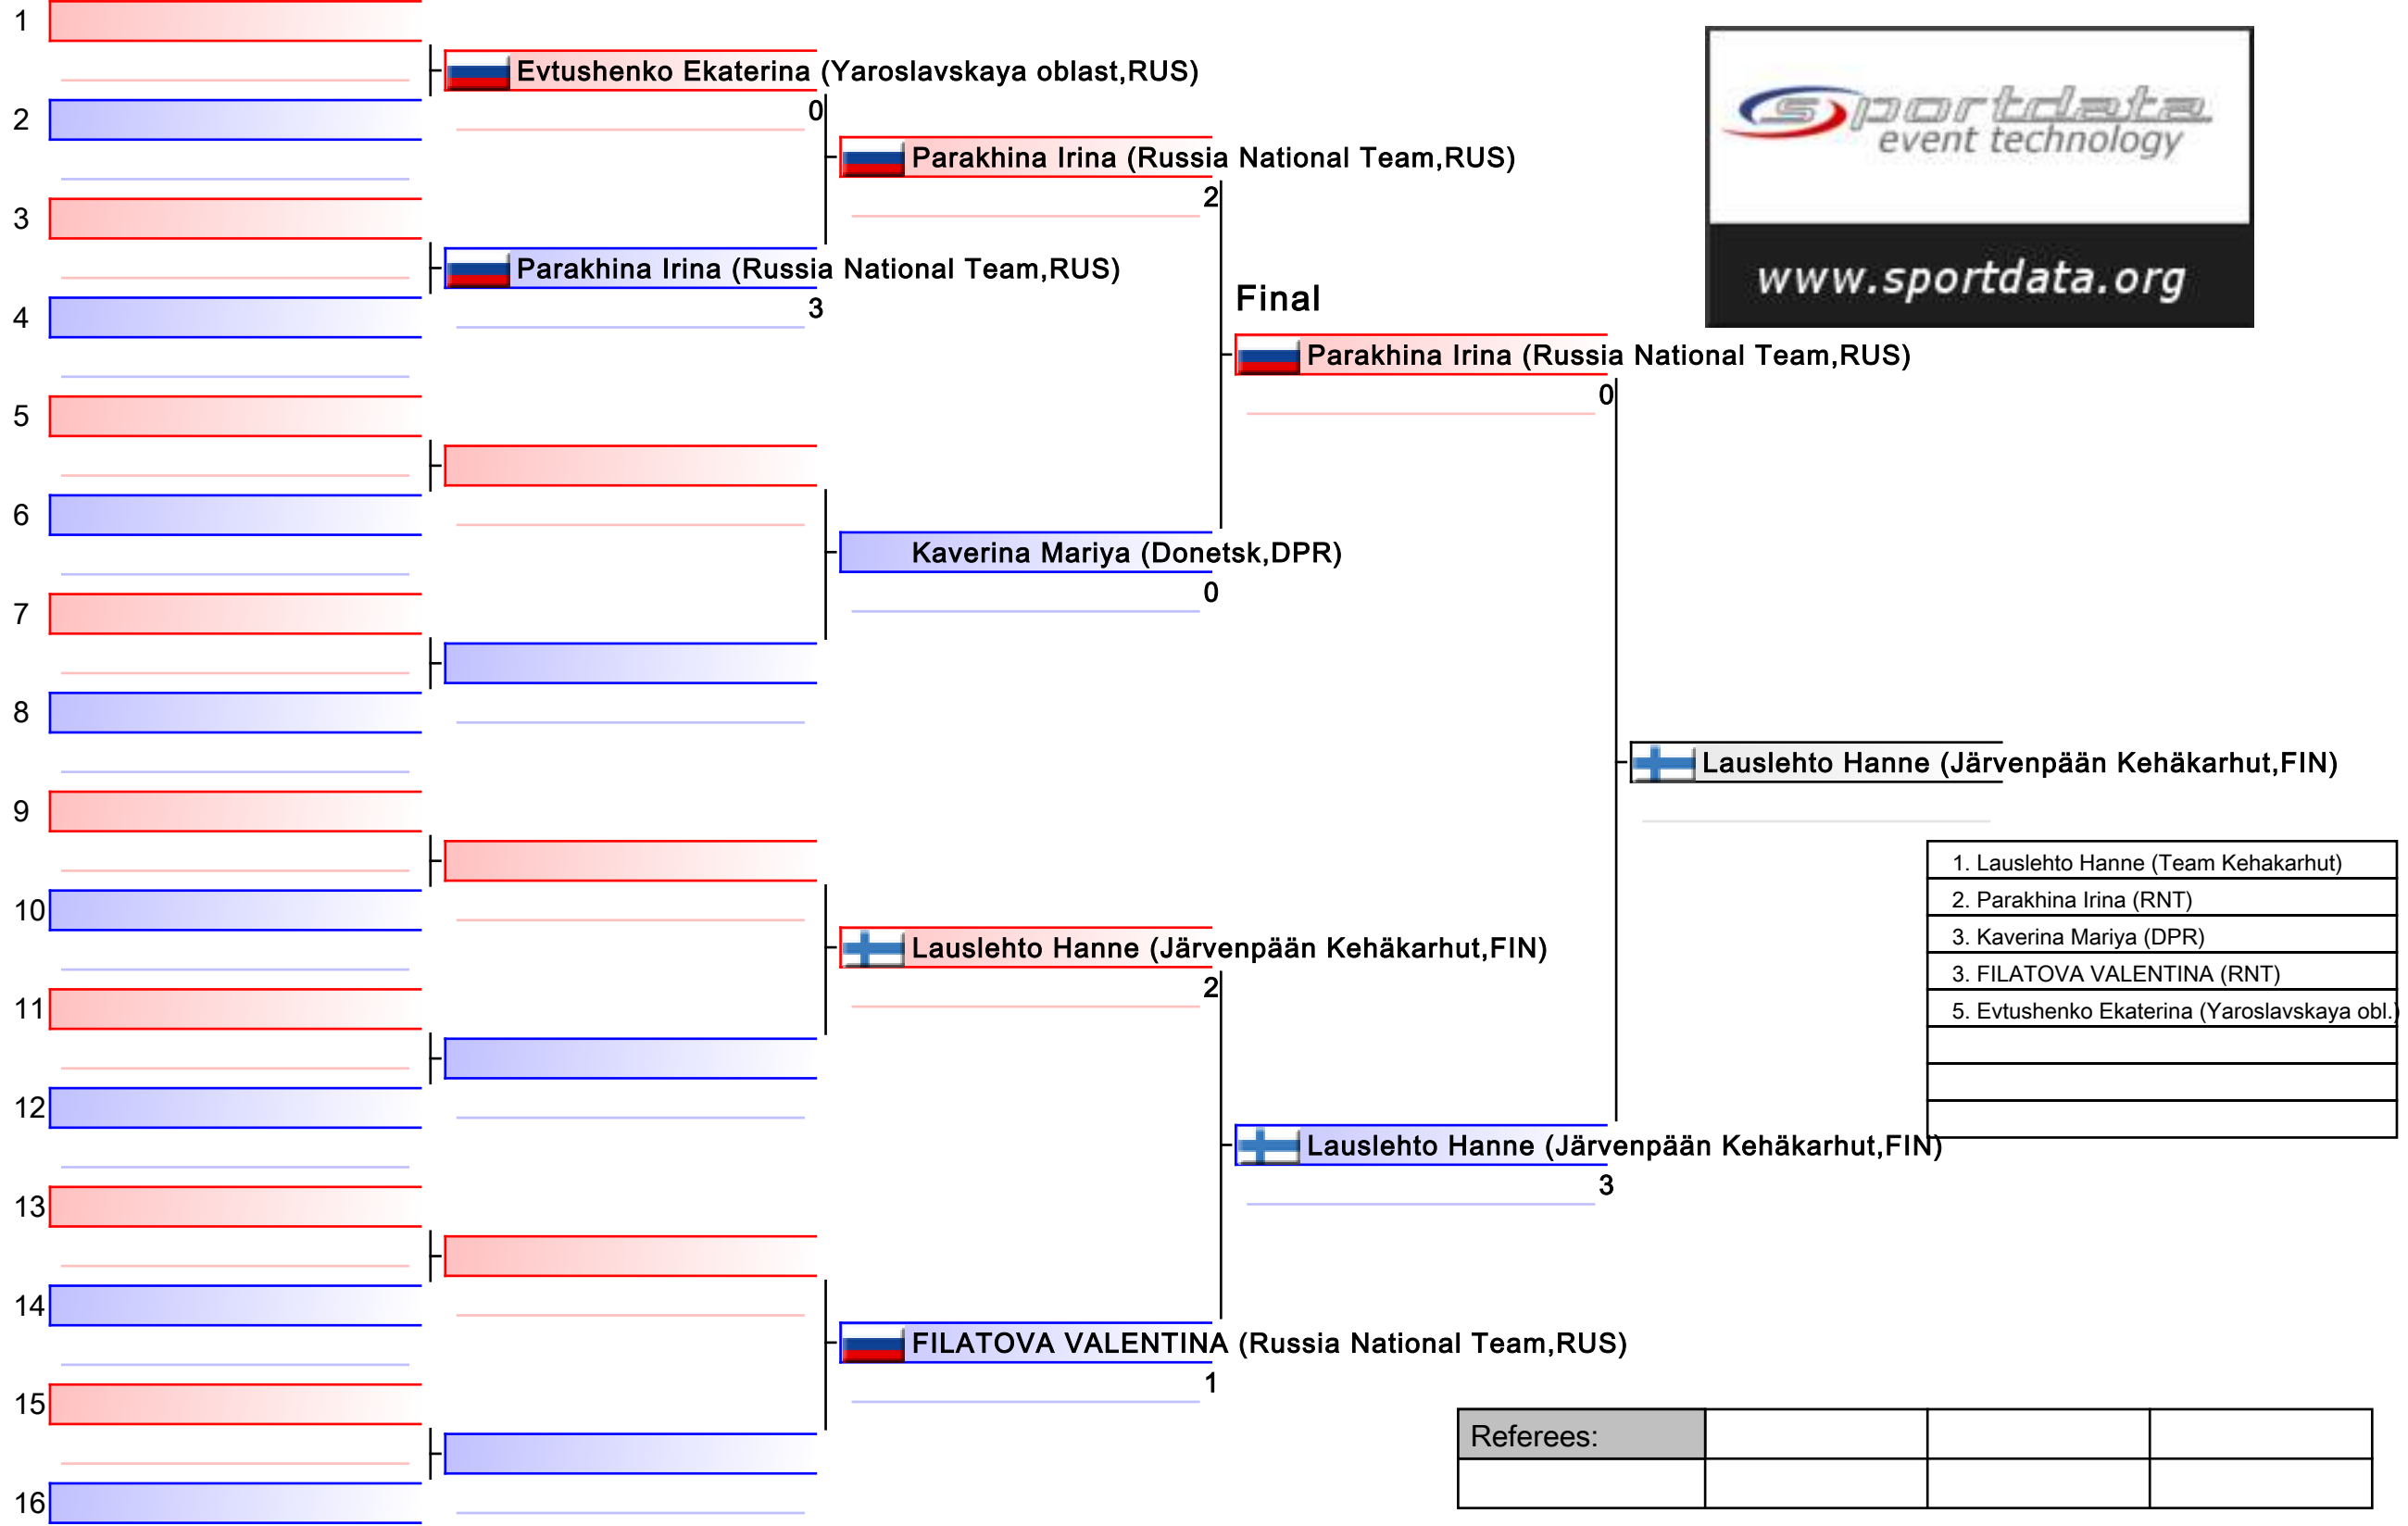 1
Evtushenko Ekaterina (Yaroslavskaya oblast,RUS)
0
2
Parakhina Irina (Russia National Team,RUS)
2
3
Parakhina Irina (Russia National Team,RUS)
3
4
Final
Parakhina Irina (Russia National Team,RUS)
0
5
6
Kaverina Mariya (Donetsk,DPR)
0
7
8
Lauslehto Hanne (Järvenpään Kehäkarhut,FIN)
9
10
Lauslehto Hanne (Järvenpään Kehäkarhut,FIN)
2
11
12
Lauslehto Hanne (Järvenpään Kehäkarhut,FIN)
3
13
14
FILATOVA VALENTINA (Russia National Team,RUS)
1
15
16
sportdata
event technology
www.sportdata.org
1. Lauslehto Hanne (Team Kehakarhut)
2. Parakhina Irina (RNT)
3. Kaverina Mariya (DPR)
3. FILATOVA VALENTINA (RNT)
5. Evtushenko Ekaterina (Yaroslavskaya obl.)
Referees: